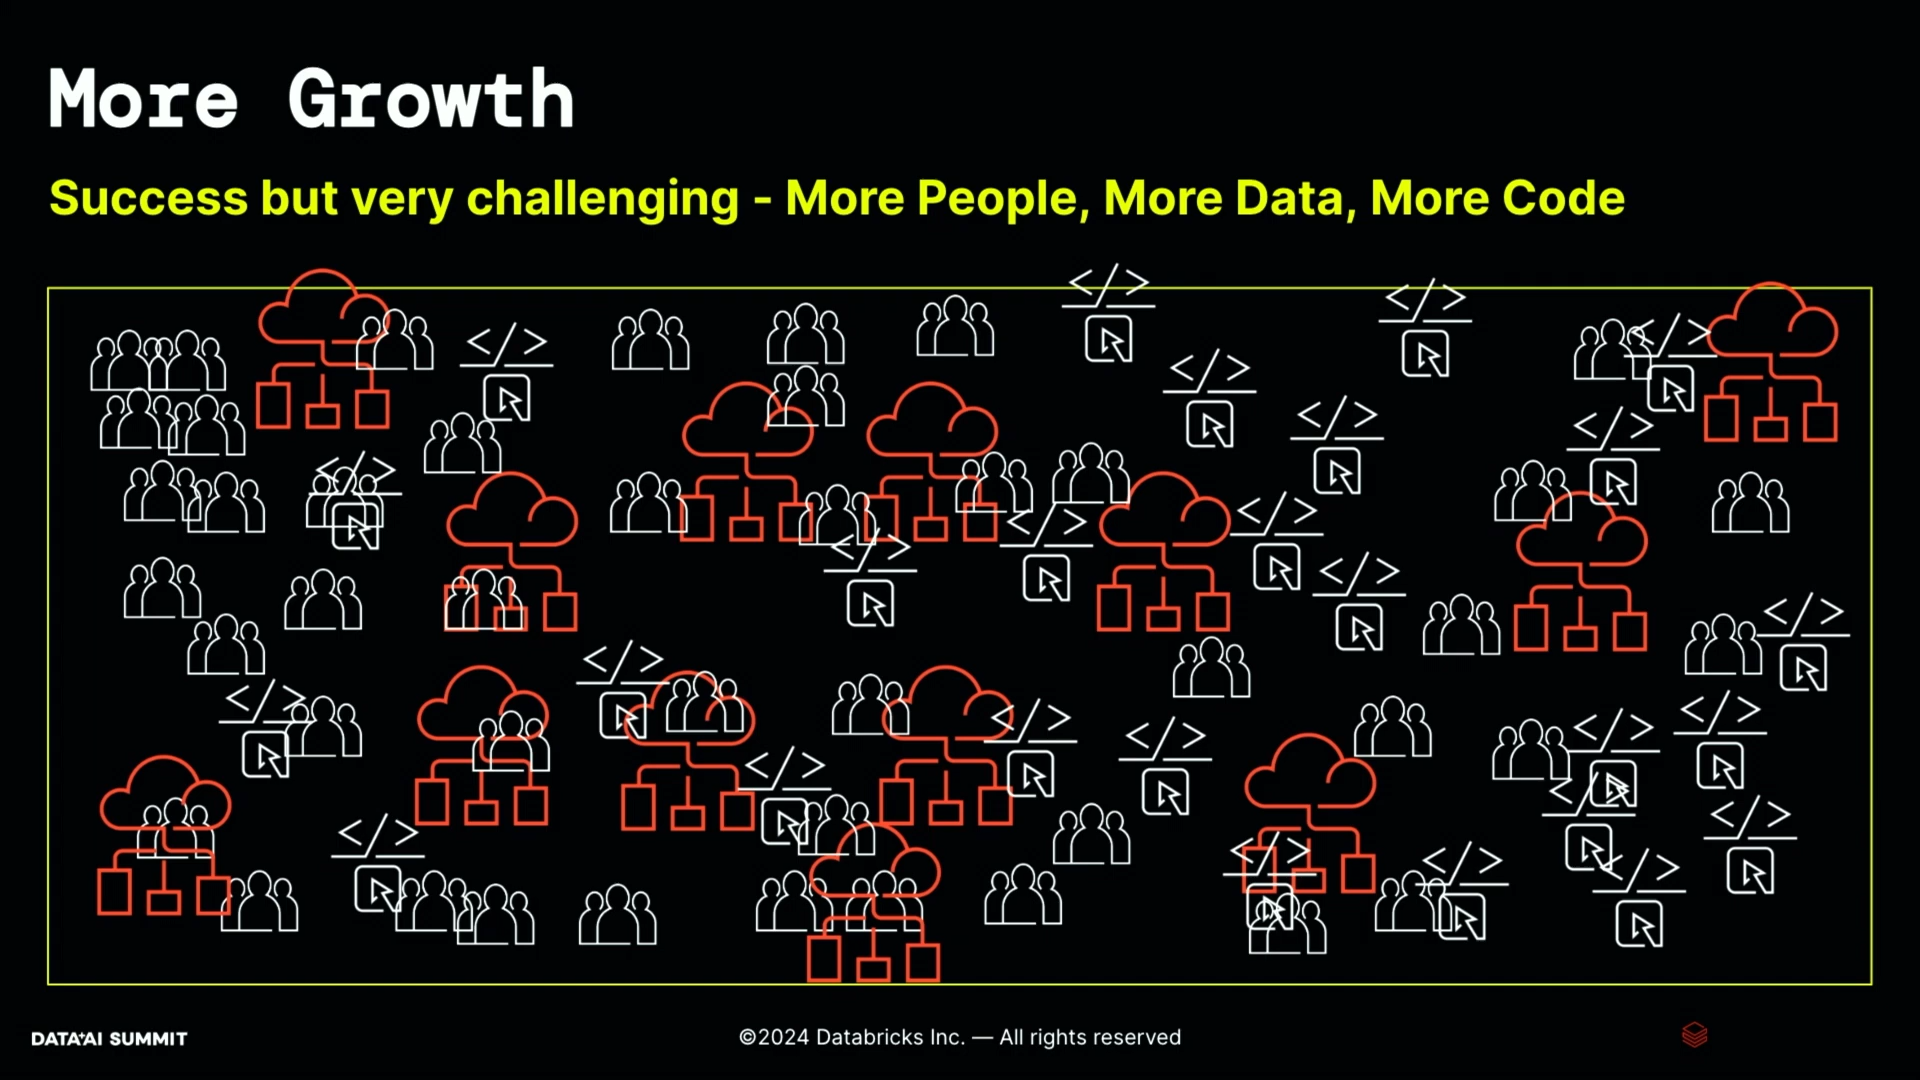 More Growth
Success but very challenging - More People, More Data, More Code
DATA+AI SUMMIT
©2024 Databricks Inc. — All rights reserved